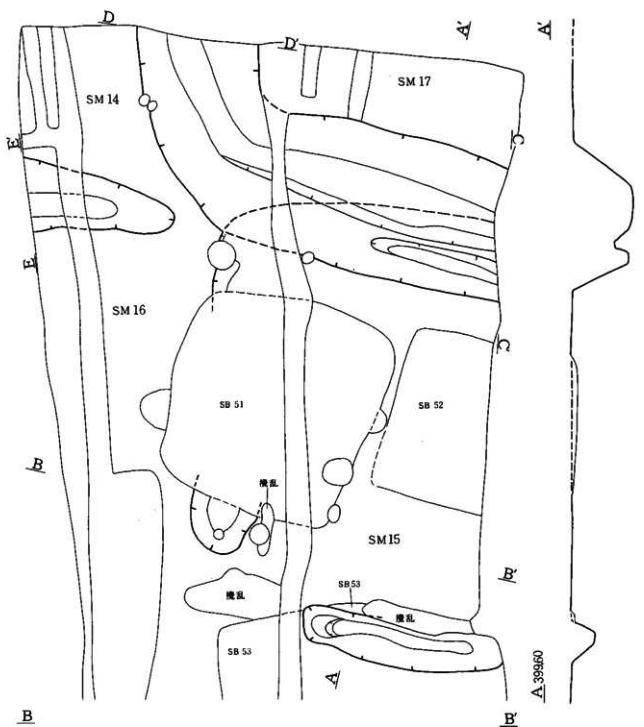 D
A'
A'
D'
SM 14
SM 17
E'
C'
E
SM 16
C
SB 51
SB 52
B
攪乱
SM 15
B'
SB 53
攪乱
攪乱
SB 53
A
A 399.60
B
B'